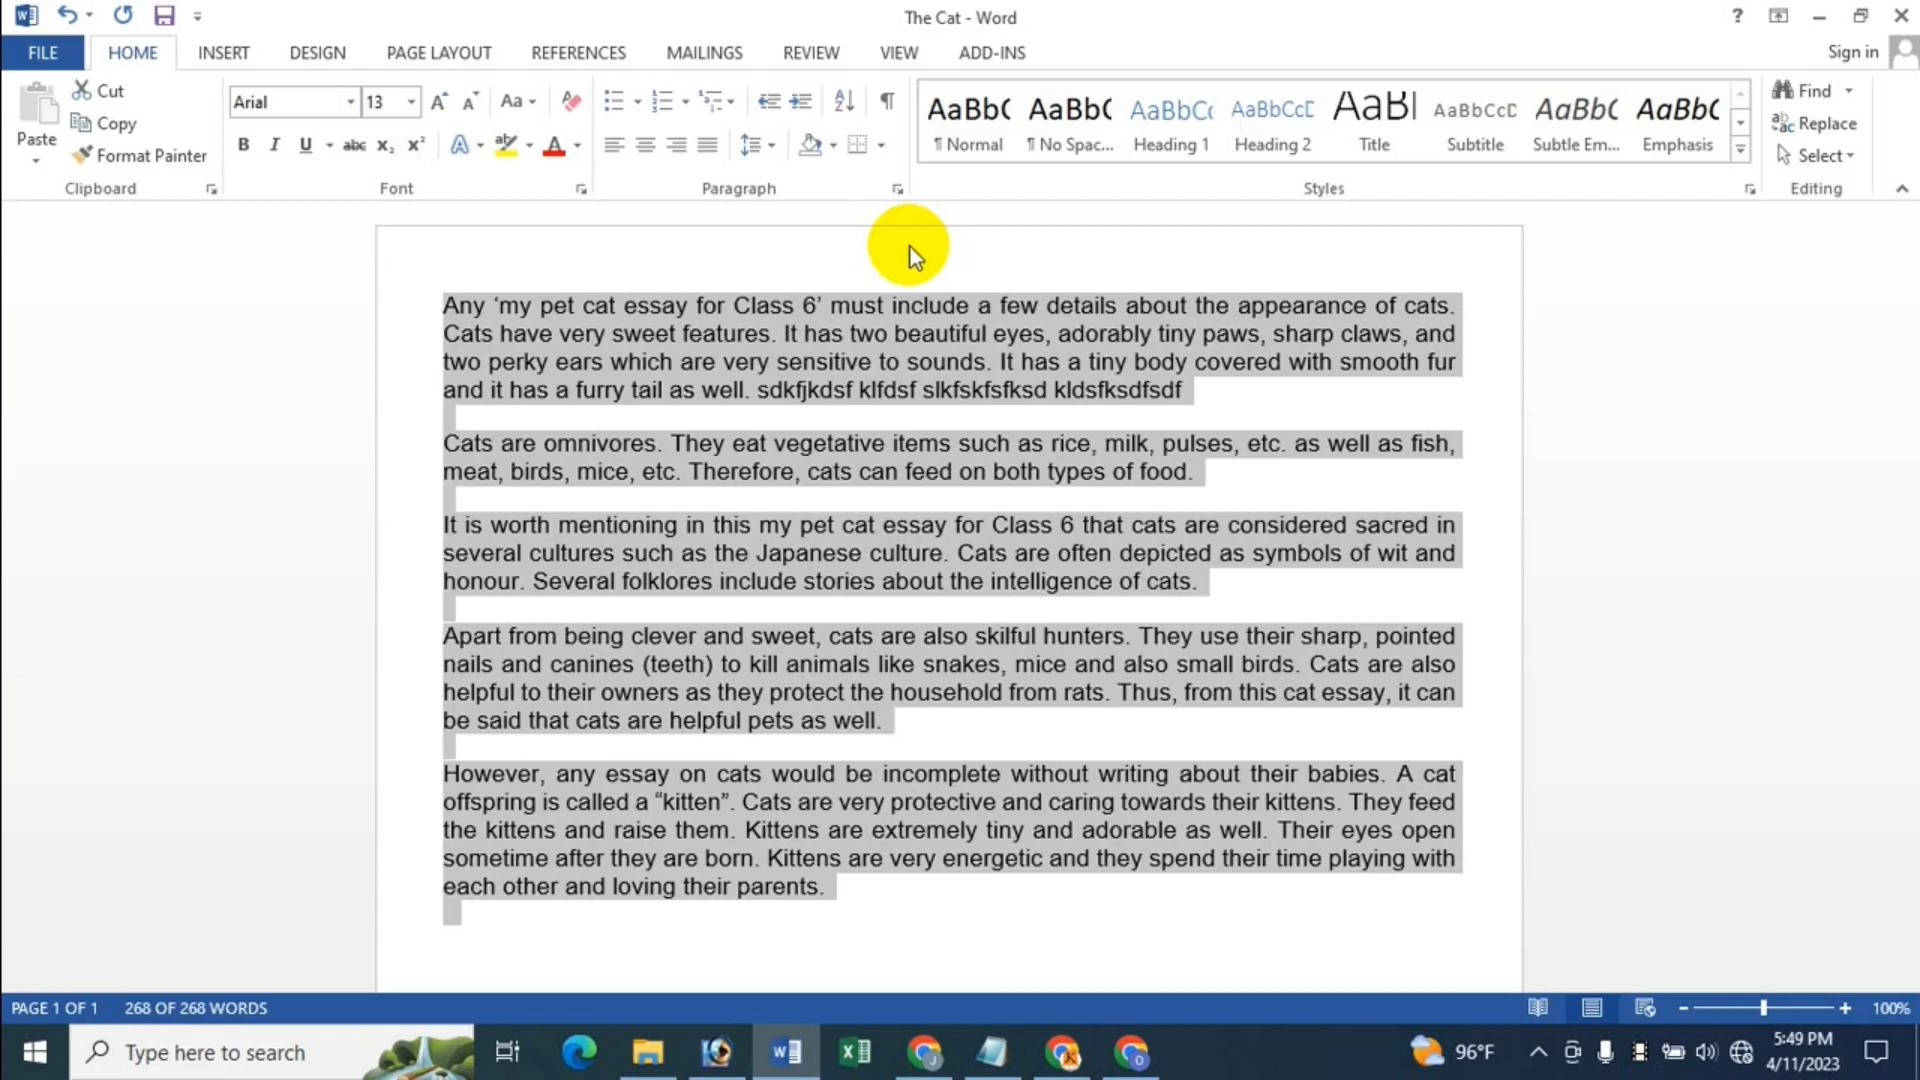 The Cat - Word
FILE HOME INSERT DESIGN PAGE LAYOUT REFERENCES MAILINGS REVIEW VIEW ADD-INS Sign in
Paste
Cut
Copy
Format Painter
Clipboard
Arial 13
Font
Paragraph
AaBbC AaBbC AaBbCc AaBbCcD AaBl AaBbCcD AaBbC AaBbC
¶ Normal ¶ No Spac... Heading 1 Heading 2 Title Subtitle Subtle Em... Emphasis
Styles
Find
Replace
Select
Editing
Any ‘my pet cat essay for Class 6’ must include a few details about the appearance of cats.
Cats have very sweet features. It has two beautiful eyes, adorably tiny paws, sharp claws, and
two perky ears which are very sensitive to sounds. It has a tiny body covered with smooth fur
and it has a furry tail as well. sdkfjkdsf klfdsf slkfskfsfksd kldsfksdfsdf
Cats are omnivores. They eat vegetative items such as rice, milk, pulses, etc. as well as fish,
meat, birds, mice, etc. Therefore, cats can feed on both types of food.
It is worth mentioning in this my pet cat essay for Class 6 that cats are considered sacred in
several cultures such as the Japanese culture. Cats are often depicted as symbols of wit and
honour. Several folklores include stories about the intelligence of cats.
Apart from being clever and sweet, cats are also skilful hunters. They use their sharp, pointed
nails and canines (teeth) to kill animals like snakes, mice and also small birds. Cats are also
helpful to their owners as they protect the household from rats. Thus, from this cat essay, it can
be said that cats are helpful pets as well.
However, any essay on cats would be incomplete without writing about their babies. A cat
offspring is called a “kitten”. Cats are very protective and caring towards their kittens. They feed
the kittens and raise them. Kittens are extremely tiny and adorable as well. Their eyes open
sometime after they are born. Kittens are very energetic and they spend their time playing with
each other and loving their parents.
PAGE 1 OF 1 268 OF 268 WORDS 100%
Type here to search
96°F
5:49 PM
4/11/2023